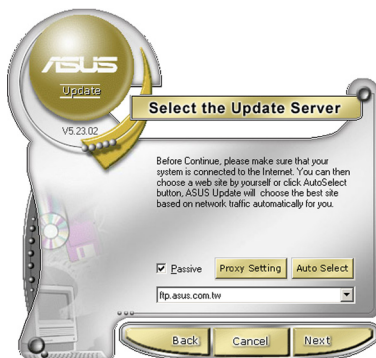 ASUS
Update
V5.23.02
Select the Update Server
Before Continue, please make sure that your
system is connected to the Internet. You can then
choose a web site by yourself or click AutoSelect
button, ASUS Update will choose the best site
based on network traffic automatically for you.
Passive
Proxy Setting
Auto Select
ftp.asus.com.tw
Back
Cancel
Next